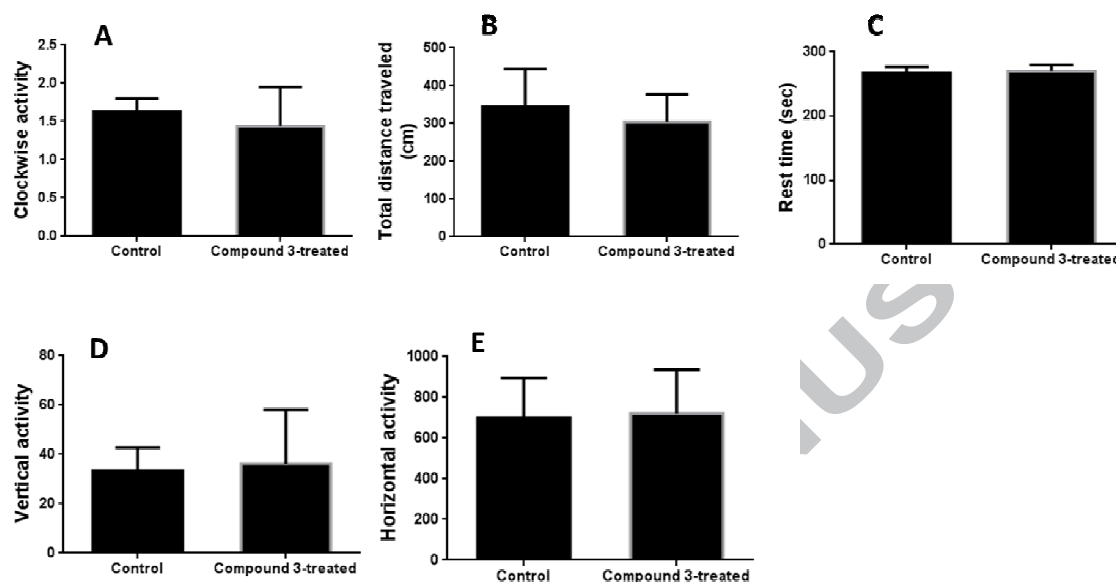 A
Clockwise activity
2.5
2.0
1.5
1.0
0.5
0.0
Control
Compound 3-treated
B
Total distance traveled
(cm)
500
400
300
200
100
0
Control
Compound 3-treated
C
Rest time (sec)
300
200
100
0
Control
Compound 3-treated
D
Vertical activity
80
60
40
20
0
Control
Compound 3-treated
E
Horizontal activity
1000
800
600
400
200
0
Control
Compound 3-treated